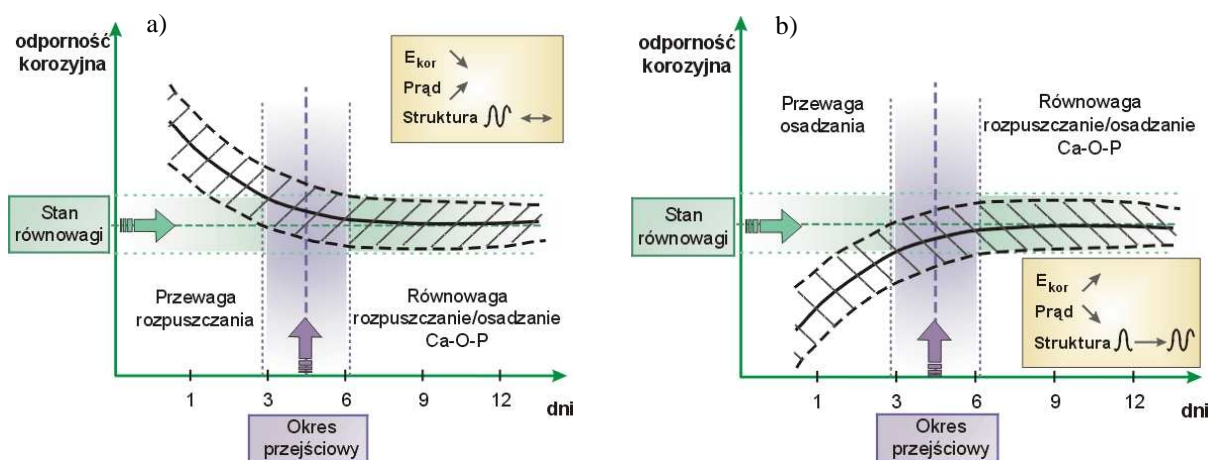 a)
odporność
korozyjna
E kor
Prąd
Struktura
Stan
równowagi
Przewaga
rozpuszczania
Równowaga
rozpuszczanie/osadzanie
Ca-O-P
1 3 6 9 12
dni
Okres
przejściowy
b)
odporność
korozyjna
Przewaga
osadzania
Równowaga
rozpuszczanie/osadzanie
Ca-O-P
Stan
równowagi
E kor
Prąd
Struktura
1 3 6 9 12
dni
Okres
przejściowy